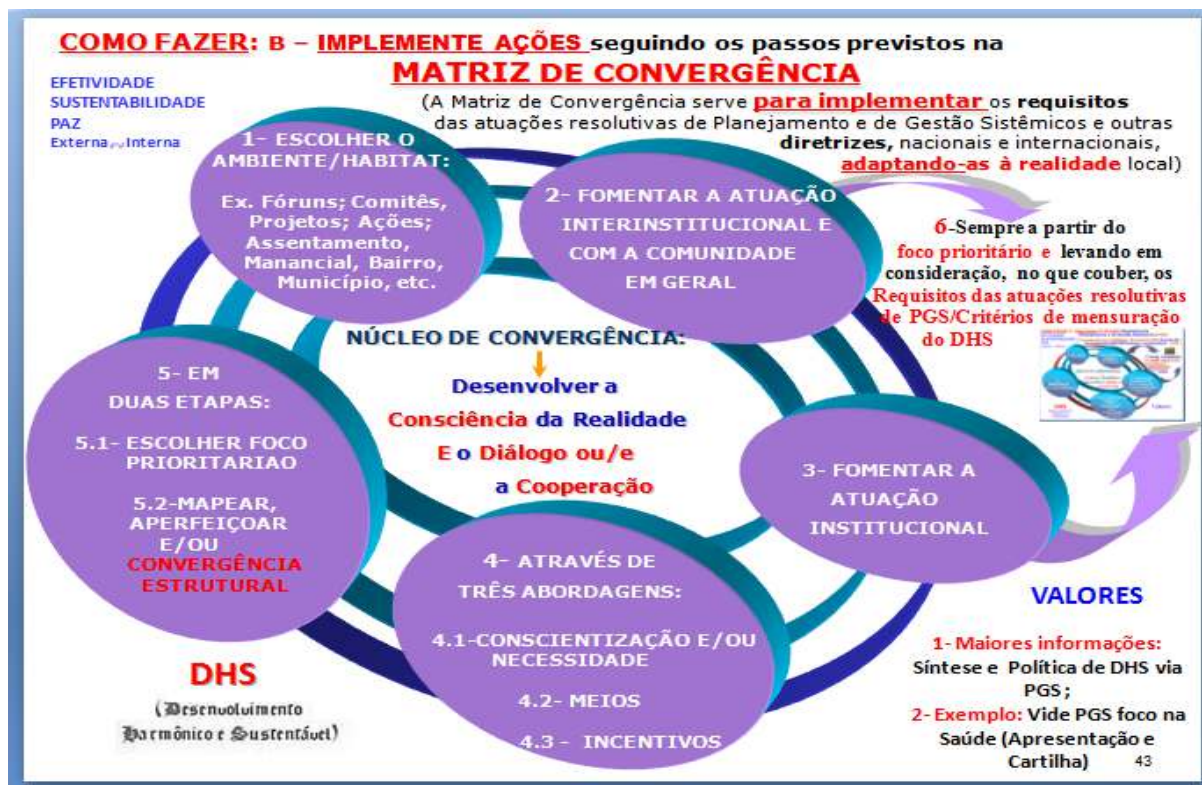 COMO FAZER: B – IMPLEMENTE AÇÕES seguindo os passos previstos na
MATRIZ DE CONVERGÊNCIA
(A Matriz de Convergência serve para implementar os requisitos
das atuações resolutivas de Planejamento e de Gestão Sistêmicos e outras
diretrizes, nacionais e internacionais,
adaptando-as à realidade local)
EFETIVIDADE
SUSTENTABILIDADE
PAZ
Externa Interna
1- ESCOLHER O
AMBIENTE/HABITAT:
Ex. Fóruns; Comitês,
Projetos; Ações;
Assentamento,
Manancial, Bairro,
Município, etc.
2- FOMENTAR A ATUAÇÃO
INTERINSTITUCIONAL E
COM A COMUNIDADE
EM GERAL
6-Sempre a partir do
foco prioritário e levando em
consideração, no que couber, os
Requisitos das atuações resolutivas
de PGS/Critérios de mensuração
do DHS
NÚCLEO DE CONVERGÊNCIA:
Desenvolver a
Consciência da Realidade
E o Diálogo ou/e
a Cooperação
3- FOMENTAR A
ATUAÇÃO
INSTITUCIONAL
4- ATRAVÉS DE
TRÊS ABORDAGENS:
4.1-CONSCIENTIZAÇÃO E/OU
NECESSIDADE
4.2- MEIOS
4.3 - INCENTIVOS
5- EM
DUAS ETAPAS:
5.1- ESCOLHER FOCO
PRIORITARIAO
5.2-MAPEAR,
APERFEIÇOAR
E/OU
CONVERGÊNCIA
ESTRUTURAL
DHS
(Desenvolvimento
Harmônico e Sustentável)
VALORES
1- Maiores informações:
Síntese e Política de DHS via
PGS;
2- Exemplo: Vide PGS foco na
Saúde (Apresentação e
Cartilha)
43